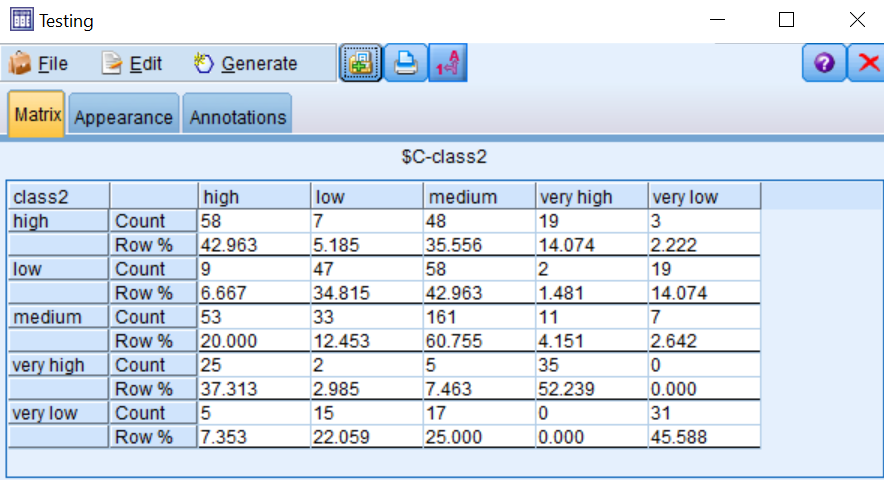 Testing
File Edit Generate
Matrix Appearance Annotations
$C-class2
class2 high low medium very high very low
high Count 58 7 48 19 3
Row % 42.963 5.185 35.556 14.074 2.222
low Count 9 47 58 2 19
Row % 6.667 34.815 42.963 1.481 14.074
medium Count 53 33 161 11 7
Row % 20.000 12.453 60.755 4.151 2.642
very high Count 25 2 5 35 0
Row % 37.313 2.985 7.463 52.239 0.000
very low Count 5 15 17 0 31
Row % 7.353 22.059 25.000 0.000 45.588